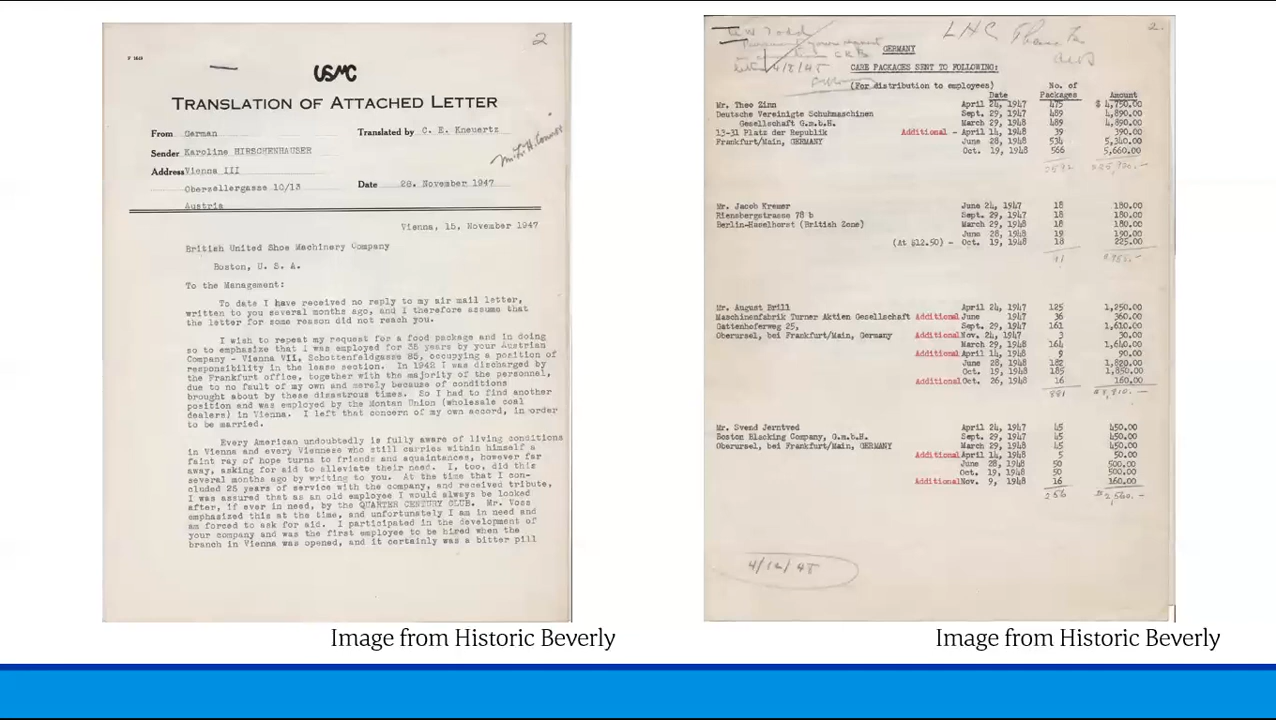 2
USMC
TRANSLATION OF ATTACHED LETTER
From German Translated by C. E. Kneuertz
Sender Karoline HIRSCHENHAUSER
Address Vienna III
Oberzellergasse 10/13 Date 28. November 1947
Austria
Vienna, 15, November 1947
British United Shoe Machinery Company
Boston, U. S. A.
To the Management:
To date I have received no reply to my air mail letter,
written to you several months ago, and I therefore assume that
the letter for some reason did not reach you.
I wish to repeat my request for a food package and in doing
so to emphasize that I was employed for 35 years by your Austrian
Company - Vienna VII, Schottenfeldgasse 85, occupying a position of
responsibility in the lease section. In 1942 I was discharged by
the Frankfurt office, together with the majority of the personnel,
due to no fault of my own and merely because of conditions
brought about by these disastrous times. So I had to find another
position and was employed by the Montan Union (wholesale coal
dealers) in Vienna. I left that concern of my own accord, in order
to be married.
Every American undoubtedly is fully aware of living conditions
in Vienna and every Viennese who still carries within himself a
faint ray of hope turns to friends and aquaintances, however far
away, asking for aid to alleviate their need. I, too, did this
several months ago by writing to you. At the time that I con-
cluded 25 years of service with the company, and received tribute,
I was assured that as an old employee I would always be looked
after, if ever in need, by the QUARTER CENTURY CLUB. Mr. Voss
emphasized this at the time, and unfortunately I am in need and
am forced to ask for aid. I participated in the development of
your company and was the first employee to be hired when the
branch in Vienna was opened, and it certainly was a bitter pill
Image from Historic Beverly
2.
LHC
4/8/48
GERMANY
CARE PACKAGES SENT TO FOLLOWING:
(For distribution to employees)
Date No. of Packages Amount
Mr. Theo Zinn April 24, 1947 475 $ 4,750.00
Deutsche Vereinigte Schuhmaschinen Sept. 29, 1947 489 4,890.00
Gesellschaft G.m.b.H. March 29, 1948 489 4,890.00
13-31 Platz der Republik Additional - April 14, 1948 39 390.00
Frankfurt/Main, GERMANY June 28, 1948 534 5,340.00
Oct. 19, 1948 566 5,660.00
2592
Mr. Jacob Kremer June 24, 1947 18 180.00
Riensbergstrasse 78 b Sept. 29, 1947 18 180.00
Berlin-Haselhorst (British Zone) March 29, 1948 18 180.00
June 28, 1948 19 190.00
(At $12.50) - Oct. 19, 1948 18 225.00
91
Mr. August Brill April 24, 1947 125 1,250.00
Maschinenfabrik Turner Aktien Gesellschaft Additional June 1947 36 360.00
Gattenhoferweg 25, Sept. 29, 1947 161 1,610.00
Oberursel, bei Frankfurt/Main, Germany Additional Nov. 24, 1947 3 30.00
March 29, 1948 164 1,640.00
Additional April 14, 1948 9 90.00
June 28, 1948 182 1,820.00
Oct. 19, 1948 185 1,850.00
Additional Oct. 26, 1948 16 160.00
881 $8,810.-
Mr. Svend Jerntved April 24, 1947 45 450.00
Boston Blacking Company, G.m.b.H. Sept. 29, 1947 45 450.00
Oberursel, bei Frankfurt/Main, GERMANY March 29, 1948 45 450.00
Additional April 14, 1948 5 50.00
June 28, 1948 50 500.00
Oct. 19, 1948 50 500.00
Additional Nov. 9, 1948 16 160.00
256 $2,560.-
4/12/48
Image from Historic Beverly